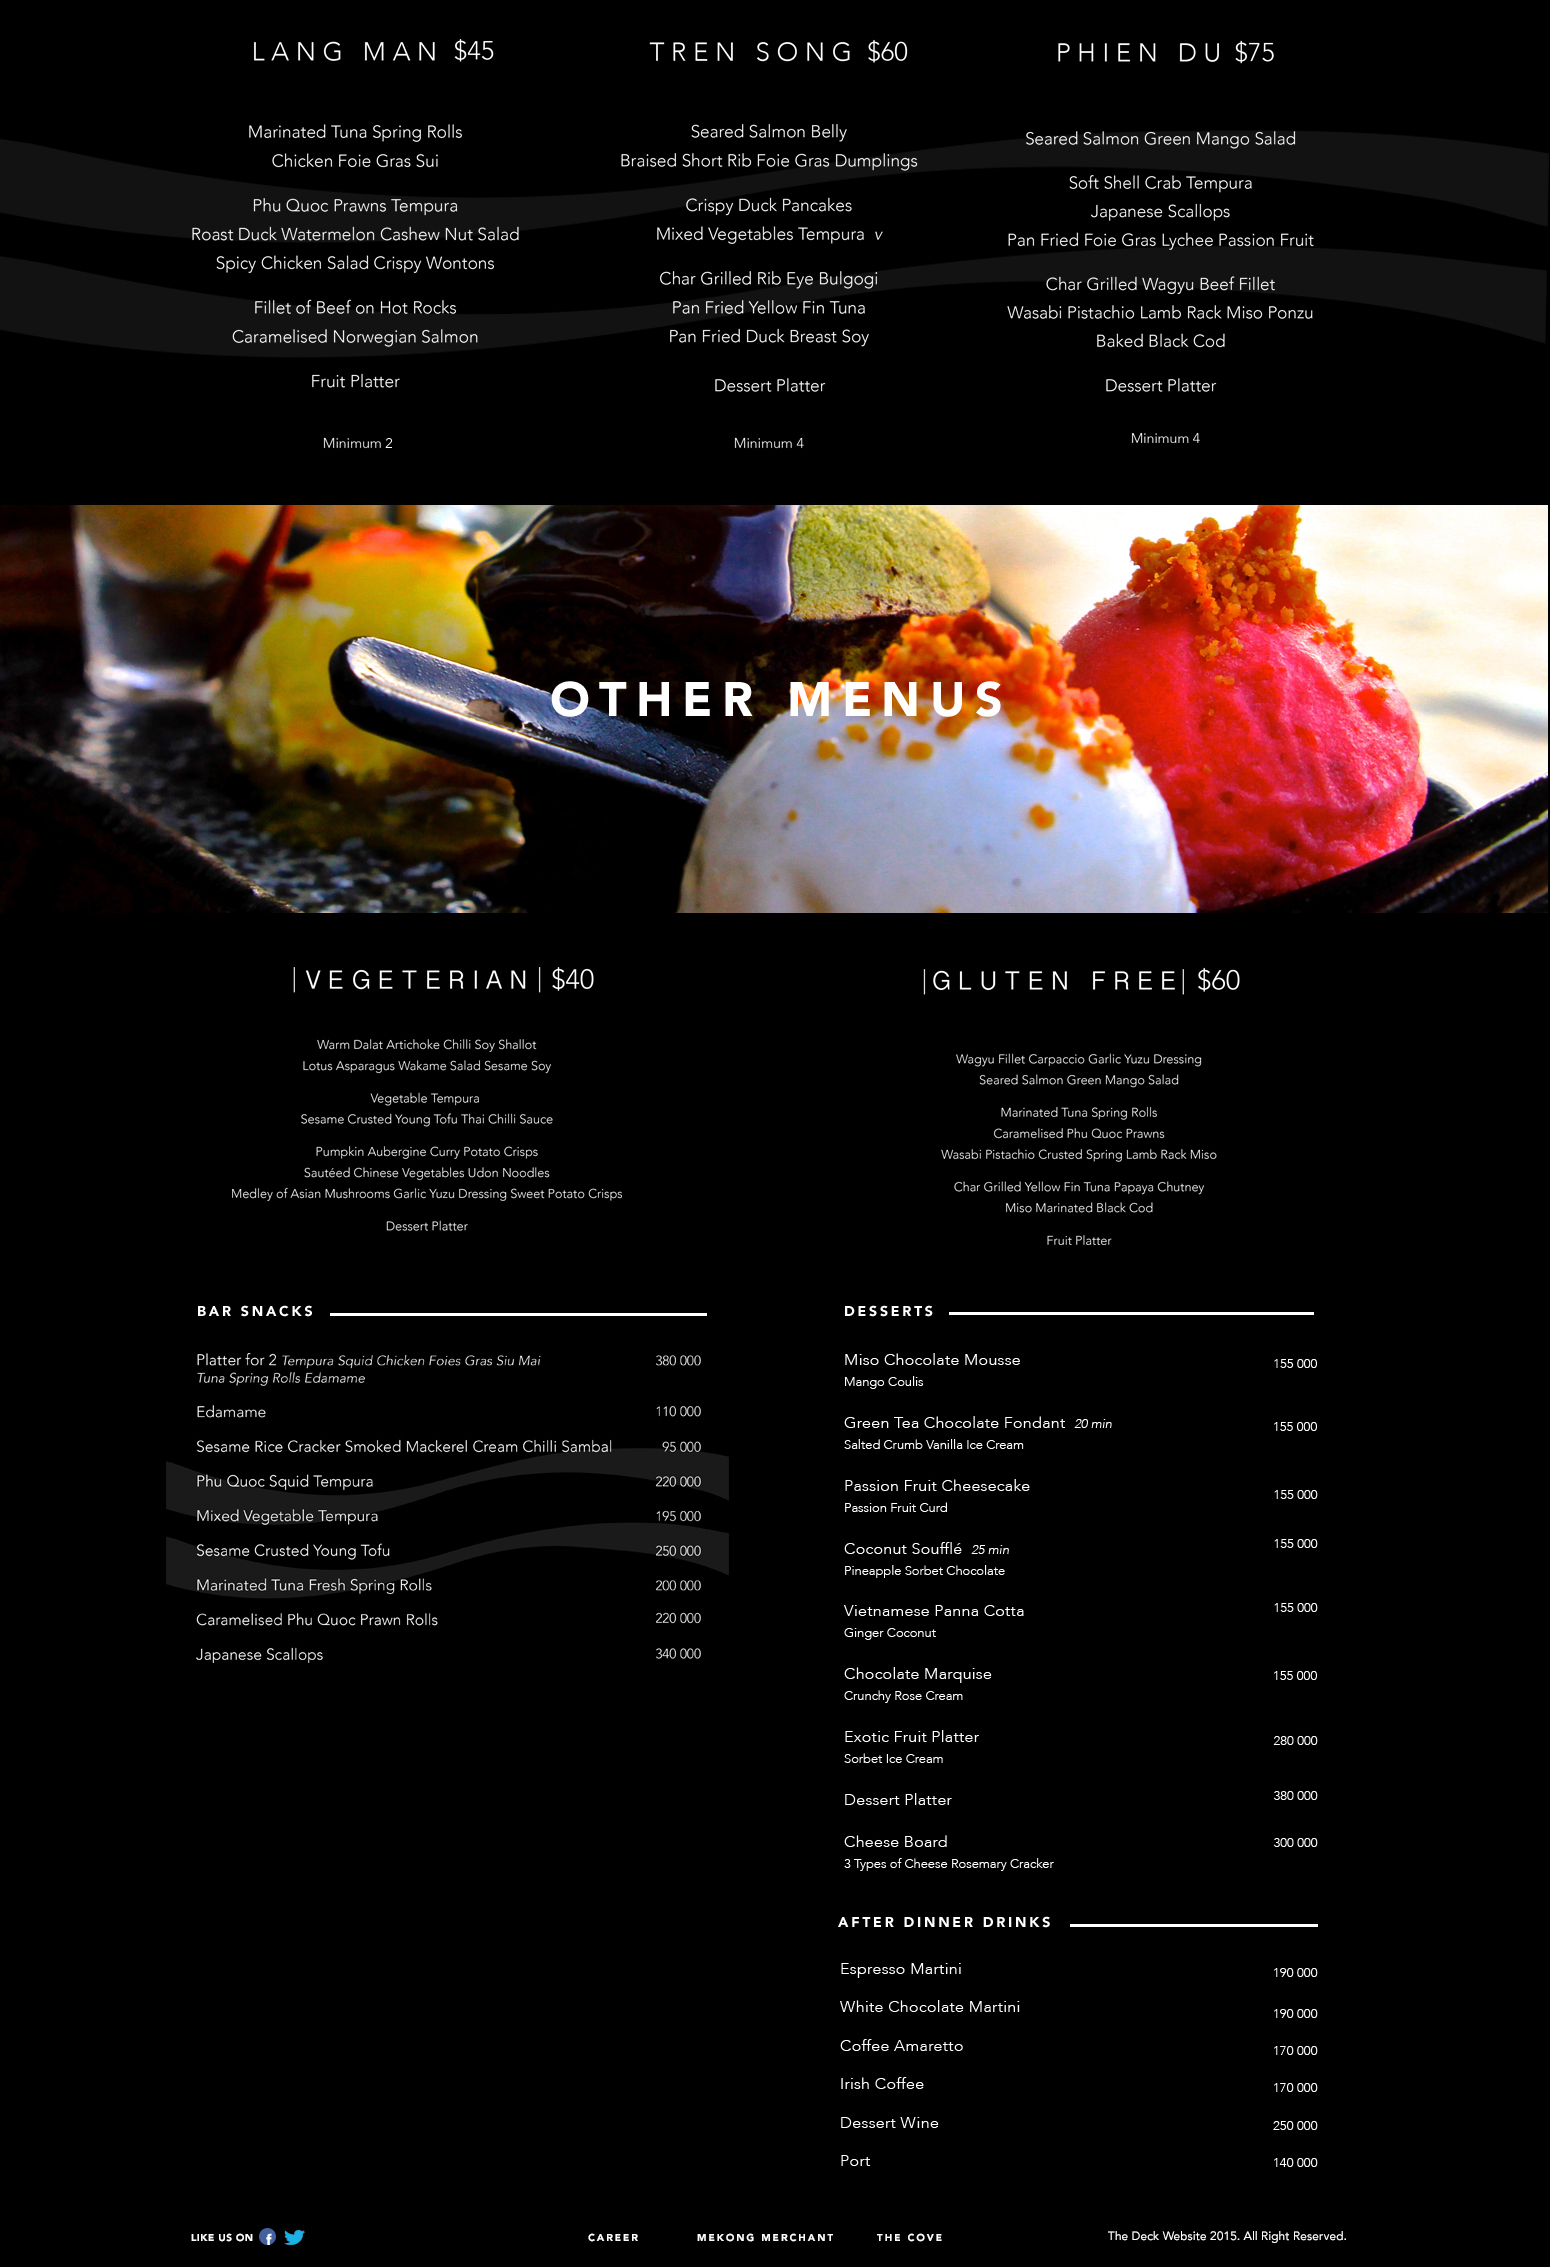 LANG MAN $45
Marinated Tuna Spring Rolls
Chicken Foie Gras Sui
Phu Quoc Prawns Tempura
Roast Duck Watermelon Cashew Nut Salad
Spicy Chicken Salad Crispy Wontons
Fillet of Beef on Hot Rocks
Caramelised Norwegian Salmon
Fruit Platter
Minimum 2
TREN SONG $60
Seared Salmon Belly
Braised Short Rib Foie Gras Dumplings
Crispy Duck Pancakes
Mixed Vegetables Tempura v
Char Grilled Rib Eye Bulgogi
Pan Fried Yellow Fin Tuna
Pan Fried Duck Breast Soy
Dessert Platter
Minimum 4
PHIEN DU $75
Seared Salmon Green Mango Salad
Soft Shell Crab Tempura
Japanese Scallops
Pan Fried Foie Gras Lychee Passion Fruit
Char Grilled Wagyu Beef Fillet
Wasabi Pistachio Lamb Rack Miso Ponzu
Baked Black Cod
Dessert Platter
Minimum 4
OTHER MENUS
|VEGETERIAN| $40
Warm Dalat Artichoke Chilli Soy Shallot
Lotus Asparagus Wakame Salad Sesame Soy
Vegetable Tempura
Sesame Crusted Young Tofu Thai Chilli Sauce
Pumpkin Aubergine Curry Potato Crisps
Sautéed Chinese Vegetables Udon Noodles
Medley of Asian Mushrooms Garlic Yuzu Dressing Sweet Potato Crisps
Dessert Platter
|GLUTEN FREE| $60
Wagyu Fillet Carpaccio Garlic Yuzu Dressing
Seared Salmon Green Mango Salad
Marinated Tuna Spring Rolls
Caramelised Phu Quoc Prawns
Wasabi Pistachio Crusted Spring Lamb Rack Miso
Char Grilled Yellow Fin Tuna Papaya Chutney
Miso Marinated Black Cod
Fruit Platter
BAR SNACKS
Platter for 2 Tempura Squid Chicken Foies Gras Siu Mai 380 000
Tuna Spring Rolls Edamame
Edamame 110 000
Sesame Rice Cracker Smoked Mackerel Cream Chilli Sambal 95 000
Phu Quoc Squid Tempura 220 000
Mixed Vegetable Tempura 195 000
Sesame Crusted Young Tofu 250 000
Marinated Tuna Fresh Spring Rolls 200 000
Caramelised Phu Quoc Prawn Rolls 220 000
Japanese Scallops 340 000
DESSERTS
Miso Chocolate Mousse 155 000
Mango Coulis
Green Tea Chocolate Fondant 20 min 155 000
Salted Crumb Vanilla Ice Cream
Passion Fruit Cheesecake 155 000
Passion Fruit Curd
Coconut Soufflé 25 min 155 000
Pineapple Sorbet Chocolate
Vietnamese Panna Cotta 155 000
Ginger Coconut
Chocolate Marquise 155 000
Crunchy Rose Cream
Exotic Fruit Platter 280 000
Sorbet Ice Cream
Dessert Platter 380 000
Cheese Board 300 000
3 Types of Cheese Rosemary Cracker
AFTER DINNER DRINKS
Espresso Martini 190 000
White Chocolate Martini 190 000
Coffee Amaretto 170 000
Irish Coffee 170 000
Dessert Wine 250 000
Port 140 000
LIKE US ON f CAREER MEKONG MERCHANT THE COVE The Deck Website 2015. All Right Reserved.